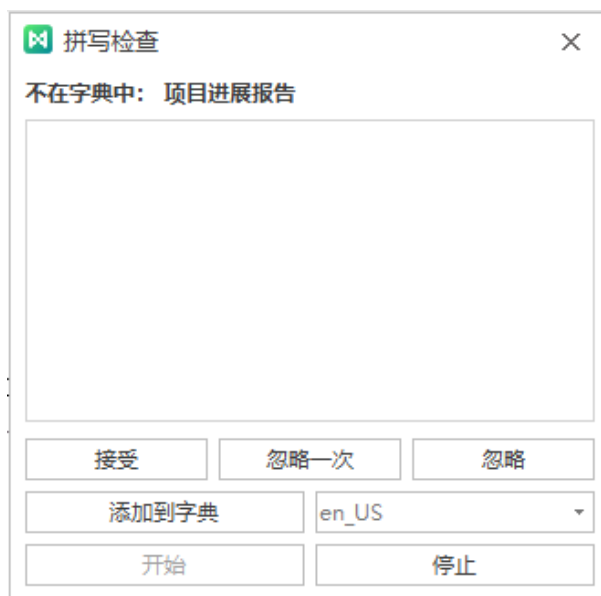 拼写检查
不在字典中： 项目进展报告
接受 忽略一次 忽略
添加到字典 en_US
开始 停止